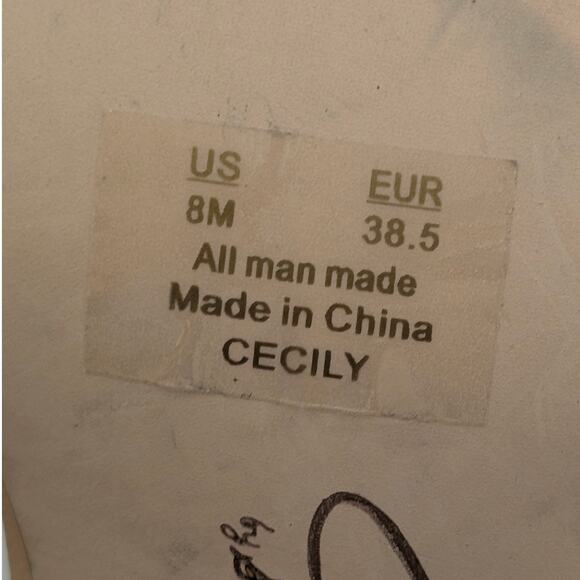 US EUR
8M 38.5
All man made
Made in China
CECILY